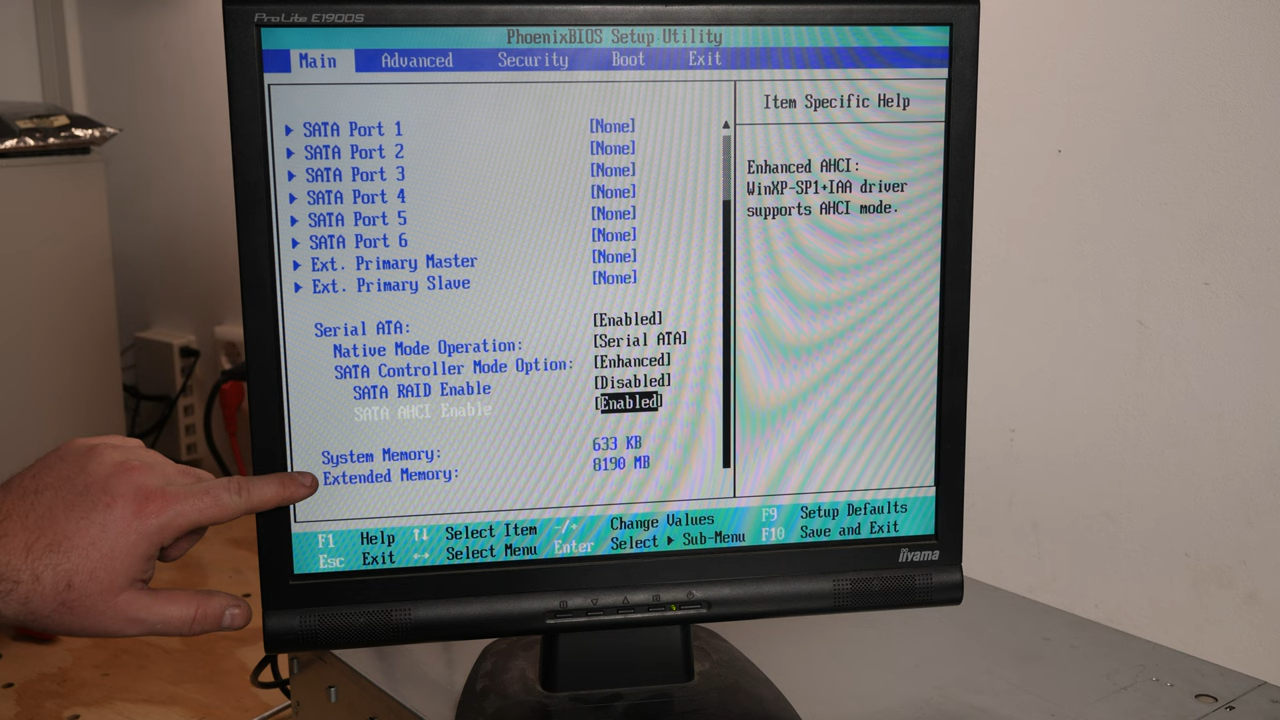 ProLite E1900S
PhoenixBIOS Setup Utility
Main Advanced Security Boot Exit
SATA Port 1 [None]
SATA Port 2 [None]
SATA Port 3 [None]
SATA Port 4 [None]
SATA Port 5 [None]
SATA Port 6 [None]
Ext. Primary Master [None]
Ext. Primary Slave [None]
Serial ATA: [Enabled]
Native Mode Operation: [Serial ATA]
SATA Controller Mode Option: [Enhanced]
SATA RAID Enable [Disabled]
SATA AHCI Enable [Enabled]
System Memory: 633 KB
Extended Memory: 8190 MB
Item Specific Help
Enhanced AHCI:
WinXP-SP1+IAA driver
supports AHCI mode.
F1 Help ↑↓ Select Item -/+ Change Values F9 Setup Defaults
Esc Exit ↔ Select Menu Enter Select ▶ Sub-Menu F10 Save and Exit
iiyama